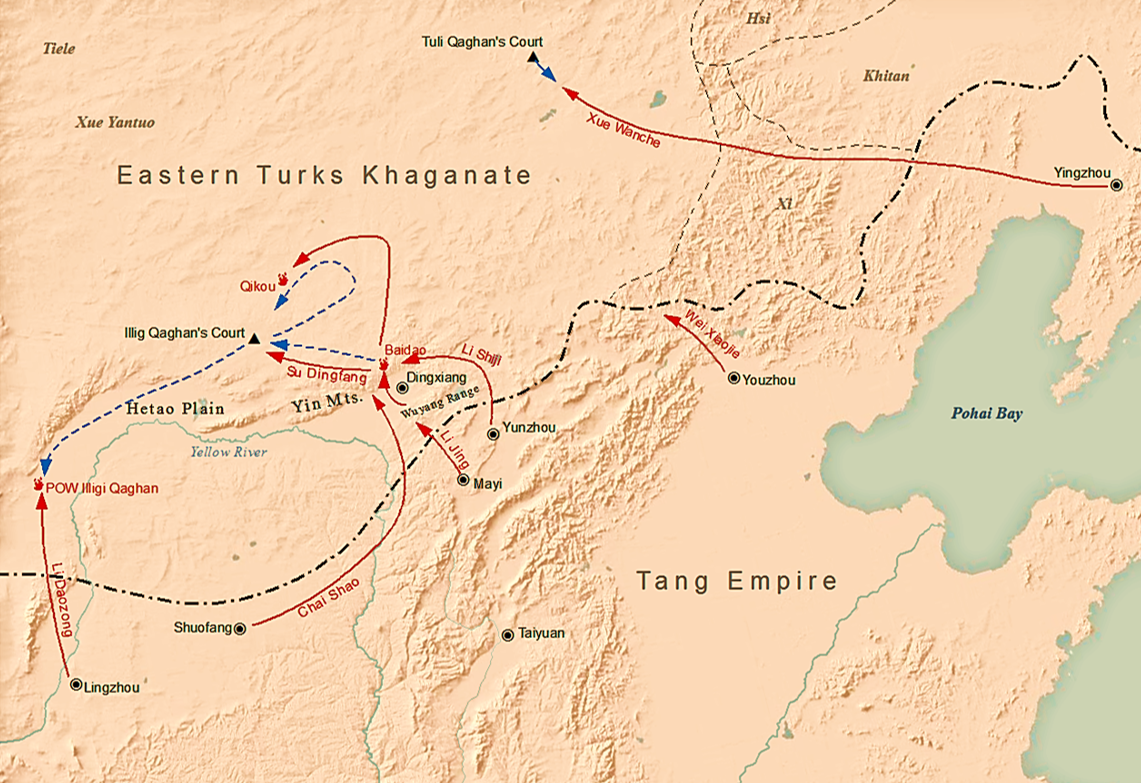 Hsi
Tuli Qaghan's Court
Tiele
Khitan
Xue Yantuo
Xue Wanche
Eastern Turks Khaganate
Yingzhou
Xi
Qikou
Illig Qaghan's Court
Wei Xiaojie
Baidao
Li Shiji
Su Dingfang
Dingxiang
Youzhou
Yin Mts.
Wuyang Range
Hetao Plain
Pohai Bay
Yunzhou
Yellow River
Li Jing
Mayi
POW Illigi Qaghan
Tang Empire
Li Daozong
Chai Shao
Shuofang
Taiyuan
Lingzhou